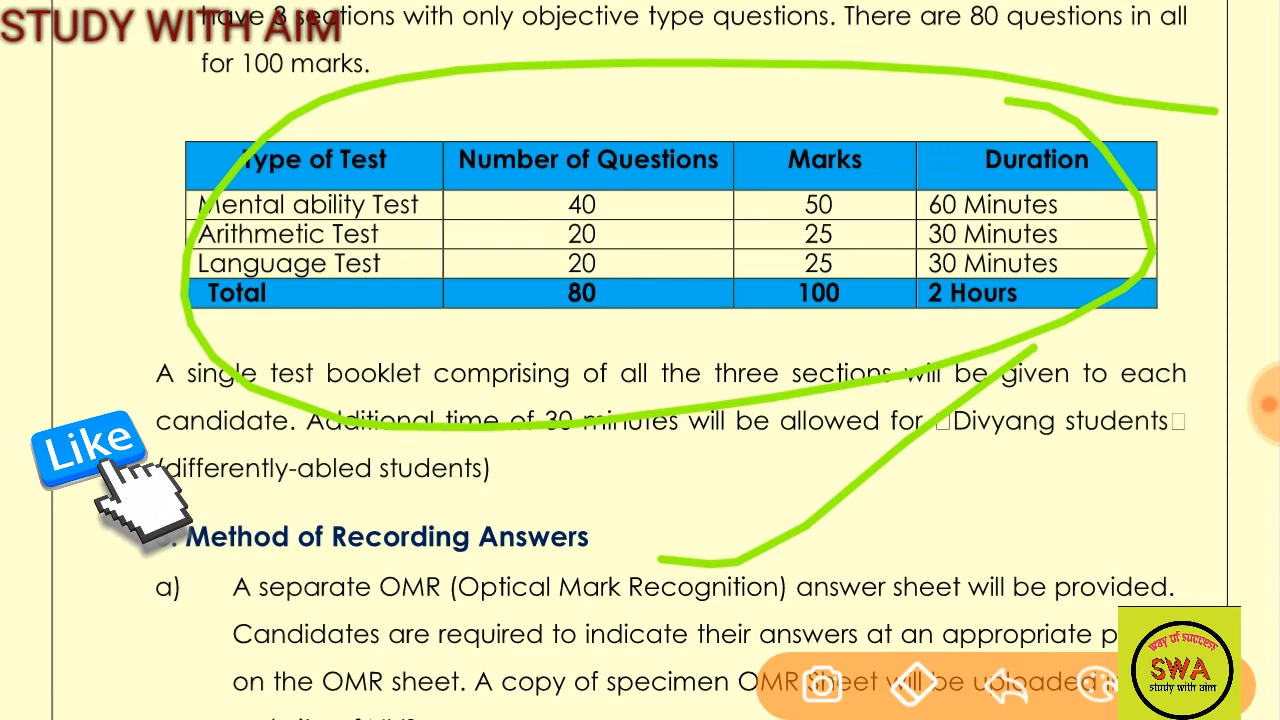 STUDY WITH AIM
have 3 sections with only objective type questions. There are 80 questions in all
for 100 marks.
Type of Test Number of Questions Marks Duration
Mental ability Test 40 50 60 Minutes
Arithmetic Test 20 25 30 Minutes
Language Test 20 25 30 Minutes
Total 80 100 2 Hours
A single test booklet comprising of all the three sections will be given to each
candidate. Additional time of 30 minutes will be allowed for □Divyang students□
(differently-abled students)
Like
Method of Recording Answers
a) A separate OMR (Optical Mark Recognition) answer sheet will be provided.
Candidates are required to indicate their answers at an appropriate
on the OMR sheet. A copy of specimen OMR Sheet will be uploaded
way of success
SWA
study with aim